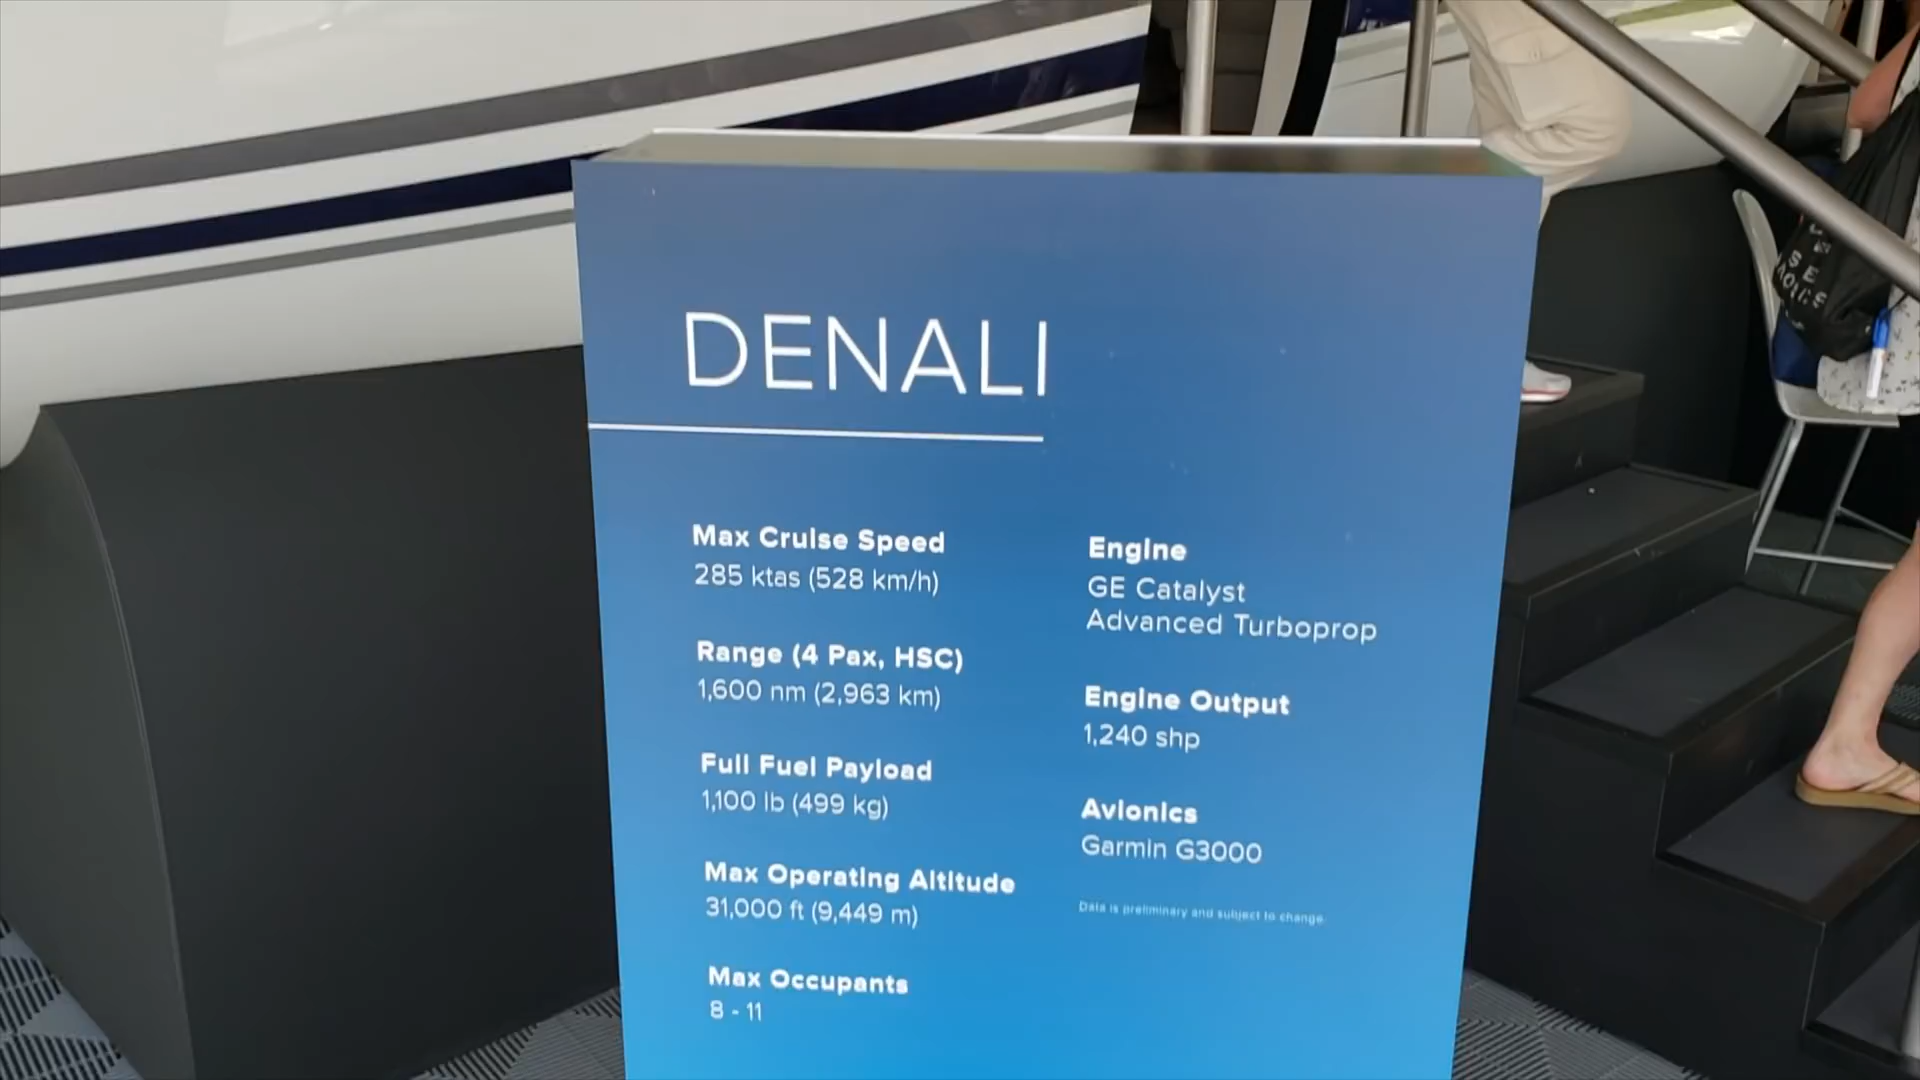 DENALI
Max Cruise Speed
285 ktas (528 km/h)
Range (4 Pax, HSC)
1,600 nm (2,963 km)
Full Fuel Payload
1,100 lb (499 kg)
Max Operating Altitude
31,000 ft (9,449 m)
Max Occupants
8 - 11
Engine
GE Catalyst
Advanced Turboprop
Engine Output
1,240 shp
Avionics
Garmin G3000
Data is preliminary and subject to change.